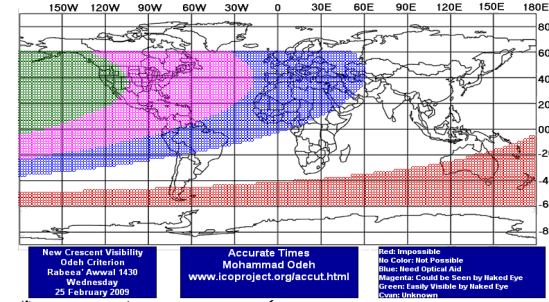 150W 120W 90W 60W 30W 0 30E 60E 90E 120E 150E 180E
80
60
40
20
00
-2
-4
-6
-8
New Crescent Visibility
Odeh Criterion
Rabeea' Awwal 1430
Wednesday
25 February 2009
Accurate Times
Mohammad Odeh
www.icoproject.org/accut.html
Red: Impossible
No Color: Not Possible
Blue: Need Optical Aid
Magenta: Could be Seen by Naked Eye
Green: Easily Visible by Naked Eye
Cyan: Unknown